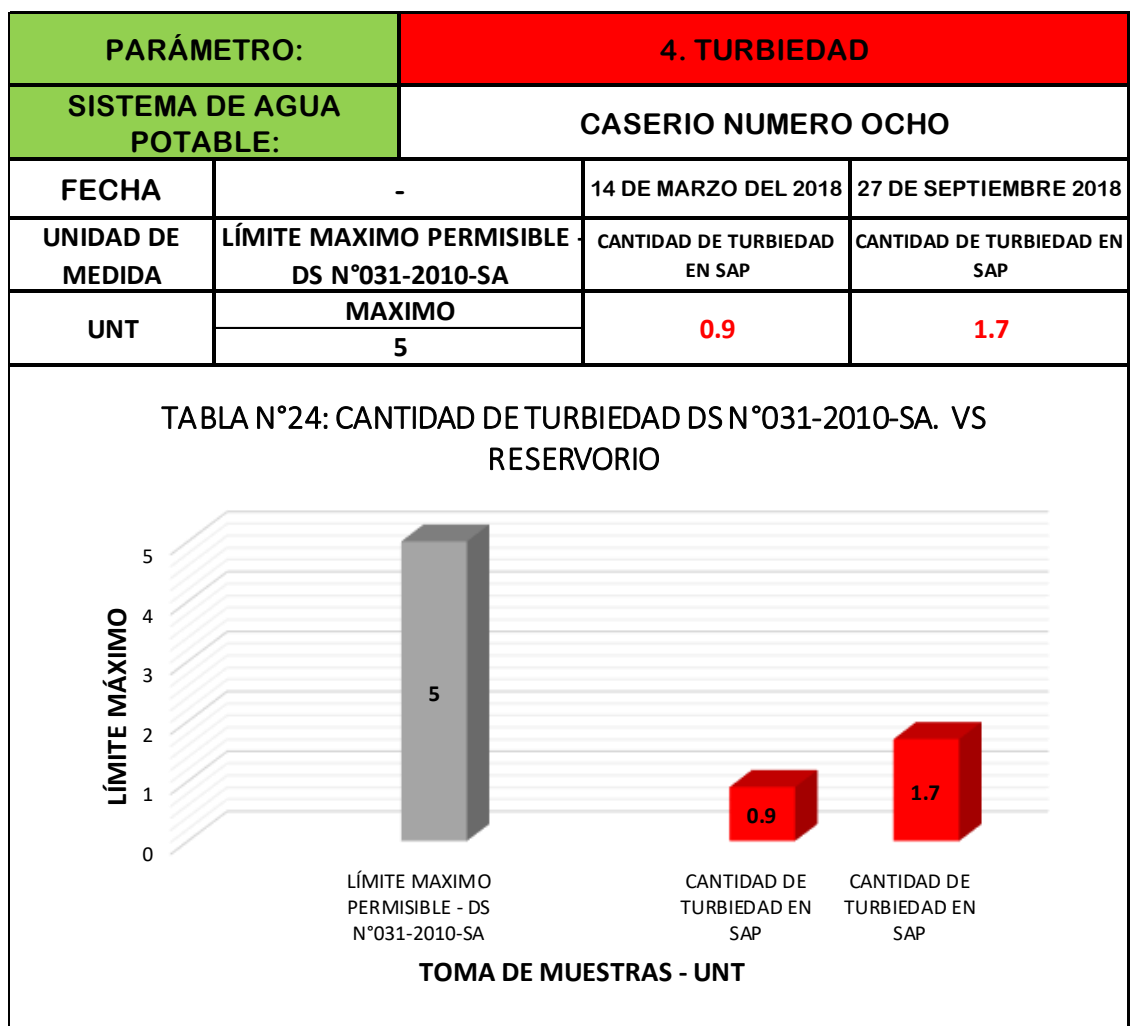 PARÁMETRO:
4. TURBIEDAD
SISTEMA DE AGUA
POTABLE:
CASERIO NUMERO OCHO
FECHA
-
14 DE MARZO DEL 2018
27 DE SEPTIEMBRE 2018
UNIDAD DE
MEDIDA
LÍMITE MAXIMO PERMISIBLE -
DS N°031-2010-SA
CANTIDAD DE TURBIEDAD
EN SAP
CANTIDAD DE TURBIEDAD EN
SAP
UNT
MAXIMO
5
0.9
1.7
TABLA N°24: CANTIDAD DE TURBIEDAD DS N°031-2010-SA. VS
RESERVORIO
LÍMITE MÁXIMO
5
4
3
2
1
0
5
0.9
1.7
LÍMITE MAXIMO
PERMISIBLE - DS
N°031-2010-SA
CANTIDAD DE
TURBIEDAD EN
SAP
CANTIDAD DE
TURBIEDAD EN
SAP
TOMA DE MUESTRAS - UNT